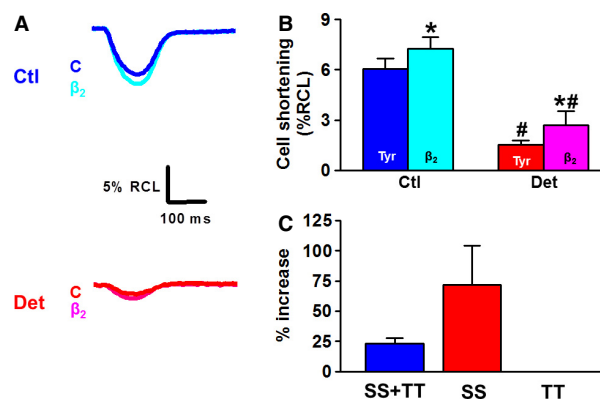 A
Ctl
C
β2
5% RCL
100 ms
Det
C
β2
B
Cell shortening
(%RCL)
9
6
3
0
*
#
*#
Tyr
β2
Tyr
β2
Ctl
Det
C
% increase
125
100
75
50
25
0
SS+TT
SS
TT